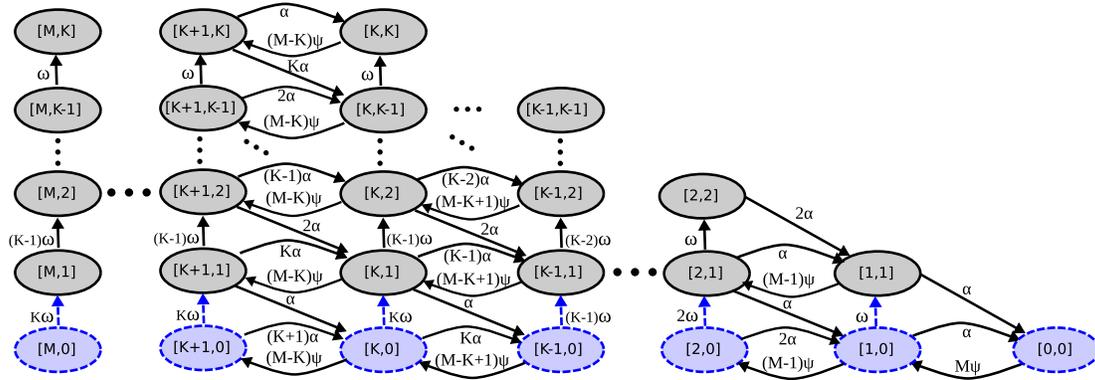 α
[M,K] [K+1,K] [K,K]
(M-K)ψ
Kα
ω ω ω
2α
[M,K-1] [K+1,K-1] [K,K-1] [K-1,K-1]
(M-K)ψ
(K-1)α (K-2)α
[M,2] [K+1,2] [K,2] [K-1,2] [2,2]
(M-K)ψ (M-K+1)ψ
2α 2α 2α
(K-1)ω (K-1)ω (K-1)ω (K-2)ω ω
Kα (K-1)α α
[M,1] [K+1,1] [K,1] [K-1,1] [2,1] [1,1]
(M-K)ψ (M-K+1)ψ (M-1)ψ
α α α α
Kω Kω Kω (K-1)ω 2ω ω
(K+1)α Kα 2α α
[M,0] [K+1,0] [K,0] [K-1,0] [2,0] [1,0] [0,0]
(M-K)ψ (M-K+1)ψ (M-1)ψ Mψ